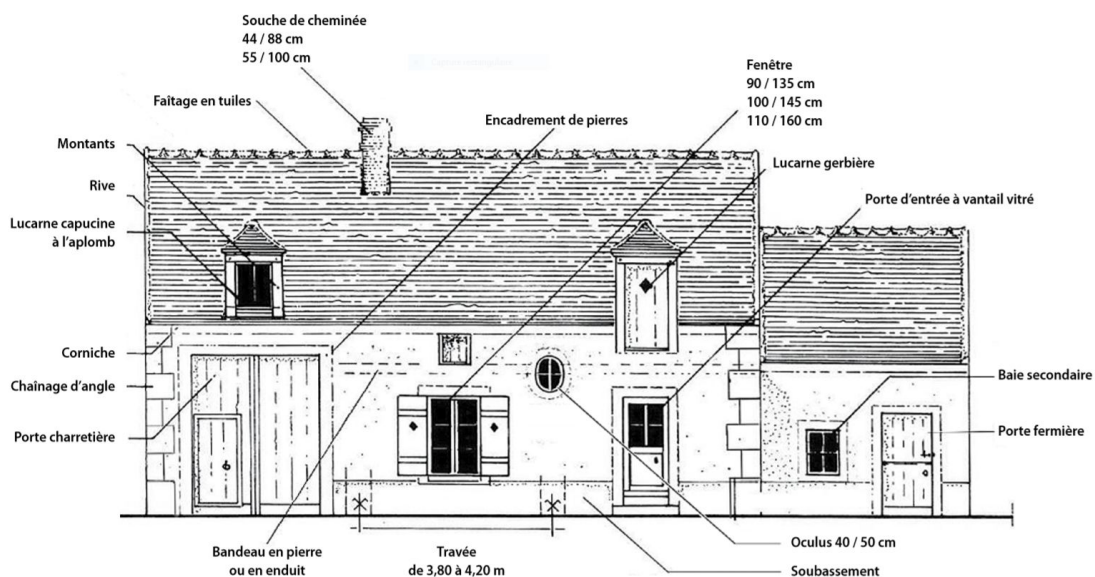 Souche de cheminée
44 / 88 cm
55 / 100 cm
Fenêtre
90 / 135 cm
100 / 145 cm
110 / 160 cm
Faîtage en tuiles
Encadrement de pierres
Montants
Lucarne gerbière
Rive
Porte d'entrée à vantail vitré
Lucarne capucine
à l'aplomb
Corniche
Chaînage d'angle
Baie secondaire
Porte charretière
Porte fermière
Bandeau en pierre
ou en enduit
Travée
de 3,80 à 4,20 m
Oculus 40 / 50 cm
Soubassement